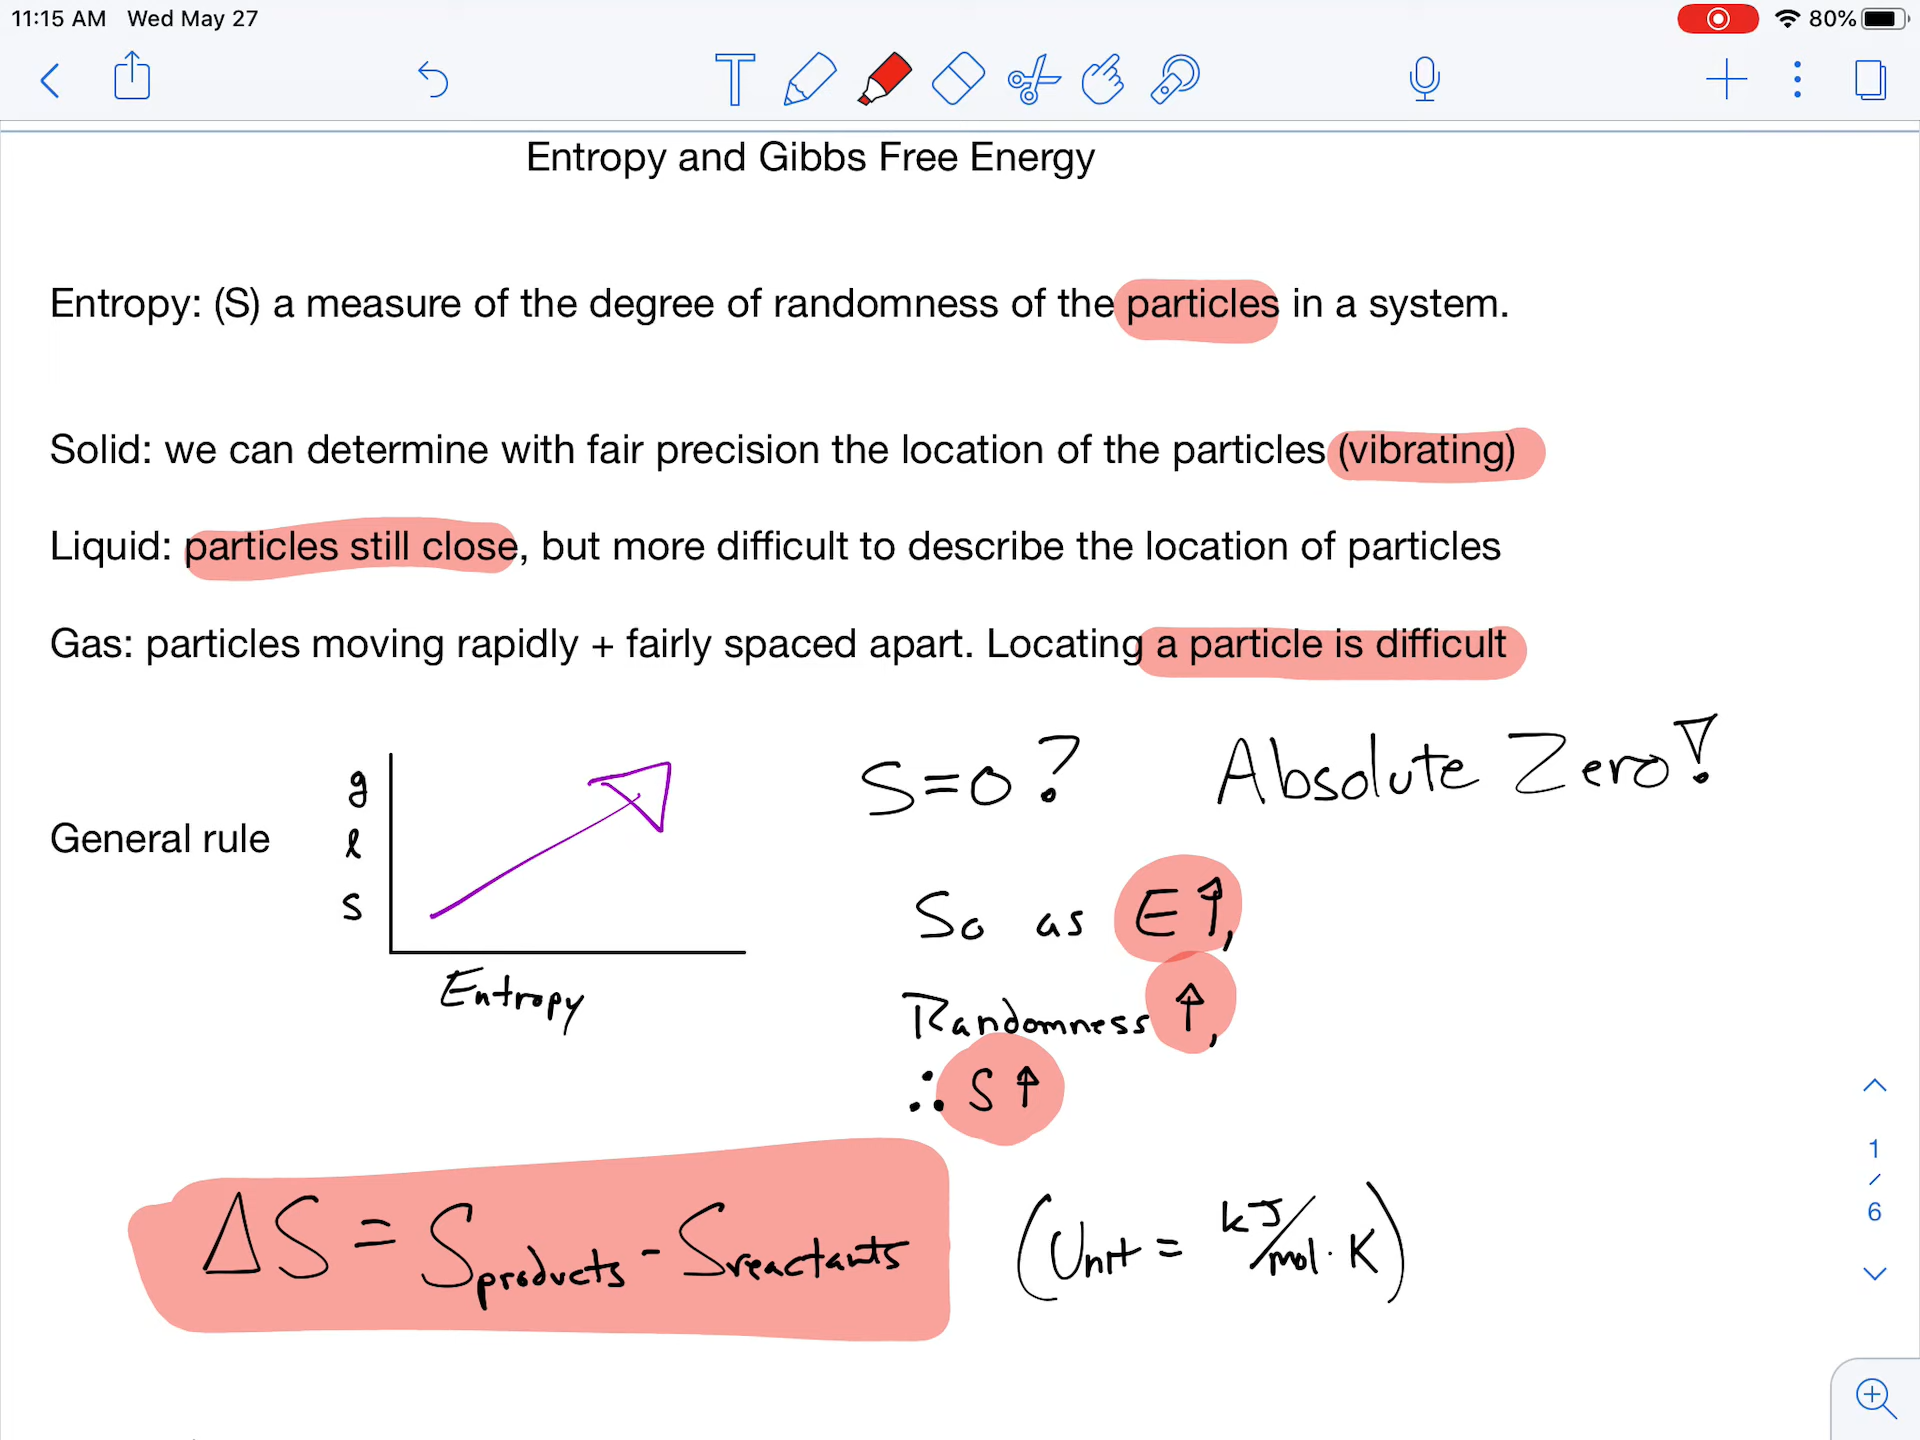 11:15 AM Wed May 27
80%
Entropy and Gibbs Free Energy
Entropy: (S) a measure of the degree of randomness of the particles in a system.
Solid: we can determine with fair precision the location of the particles (vibrating)
Liquid: particles still close, but more difficult to describe the location of particles
Gas: particles moving rapidly + fairly spaced apart. Locating a particle is difficult
S=0? Absolute Zero!
g
General rule
l
s
Entropy
So as E↑,
Randomness ↑,
∴ S↑
ΔS = Sproducts - Sreactants (Unit = kJ/mol·K)
1
/
6